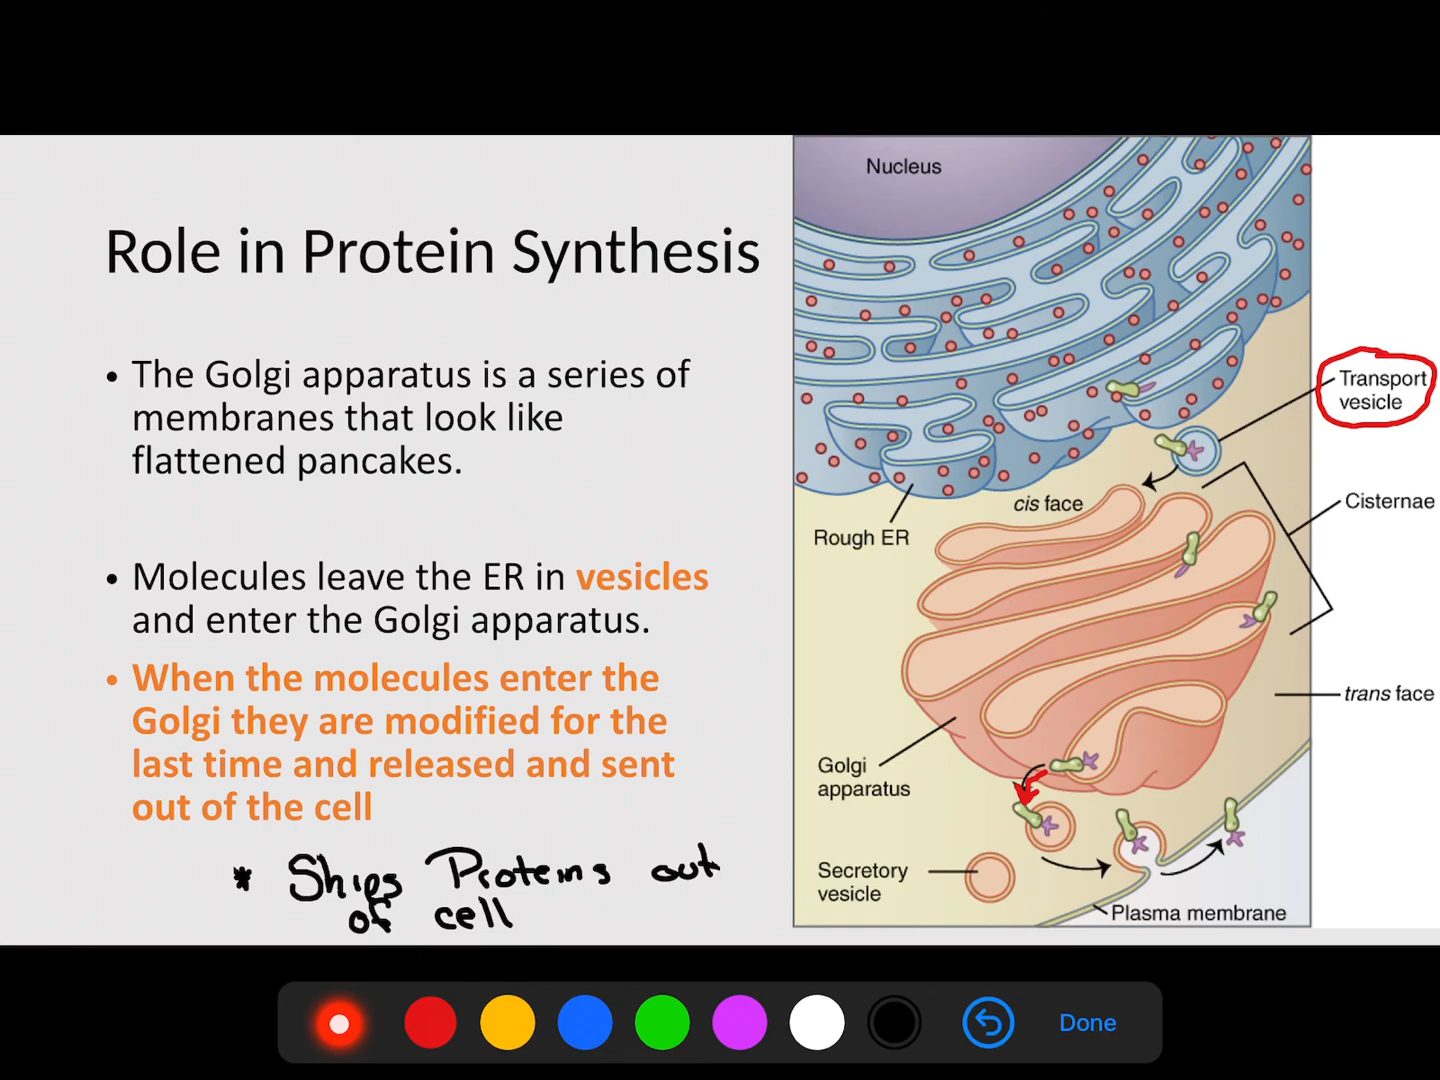 Role in Protein Synthesis
• The Golgi apparatus is a series of
membranes that look like
flattened pancakes.
• Molecules leave the ER in vesicles
and enter the Golgi apparatus.
• When the molecules enter the
Golgi they are modified for the
last time and released and sent
out of the cell
* Ships Proteins out
of cell
Nucleus
Transport
vesicle
cis face
Cisternae
Rough ER
trans face
Golgi
apparatus
Secretory
vesicle
Plasma membrane
Done